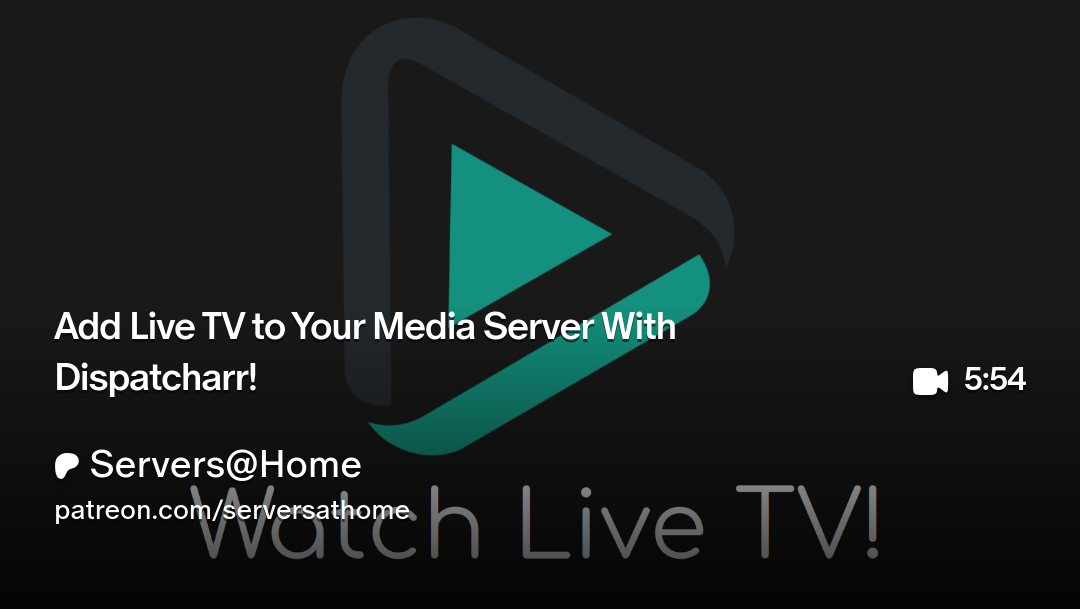 Add Live TV to Your Media Server With
Dispatcharr!
5:54
Servers@Home
patreon.com/serversathome
Watch Live TV!